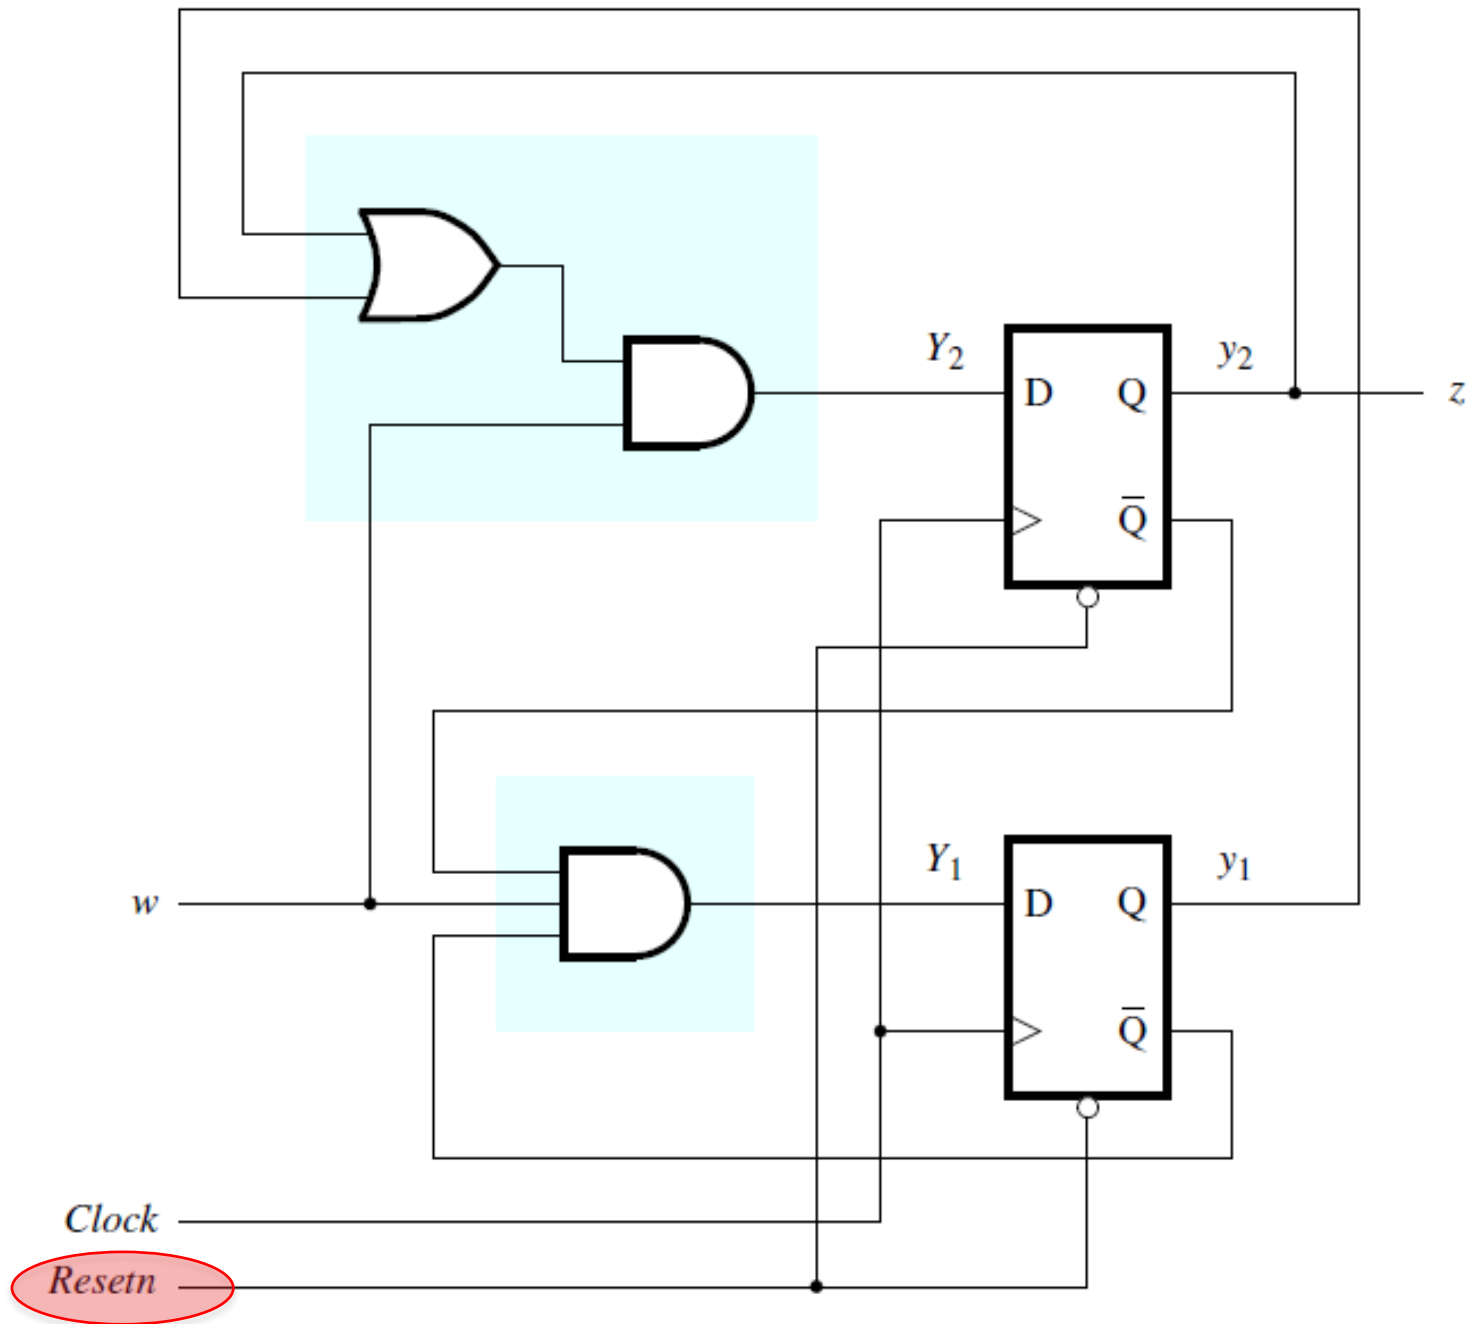 Y₂ y₂
D Q z
Q̅
Y₁ y₁
w D Q
Q̅
Clock
Resetn